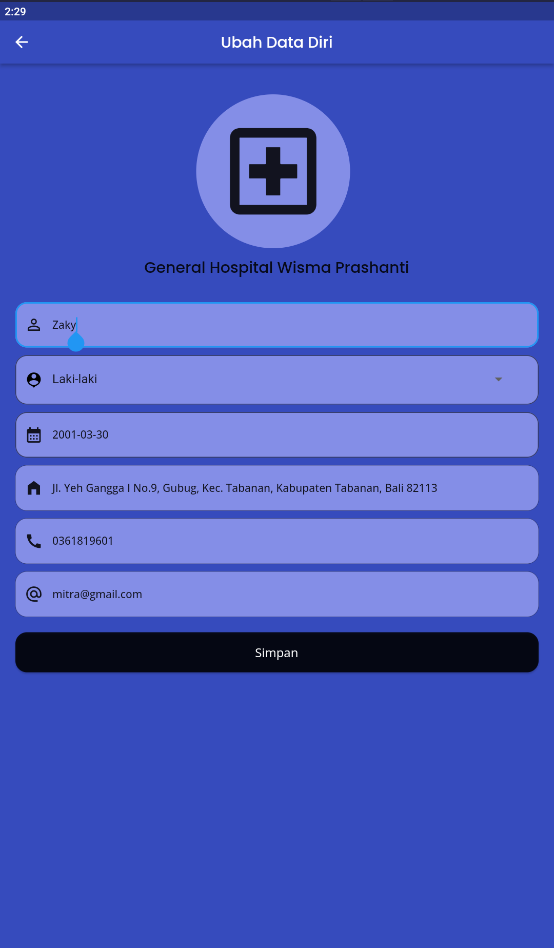 2:29
Ubah Data Diri
General Hospital Wisma Prashanti
Zaky
Laki-laki
2001-03-30
Jl. Yeh Gangga I No.9, Gubug, Kec. Tabanan, Kabupaten Tabanan, Bali 82113
0361819601
mitra@gmail.com
Simpan